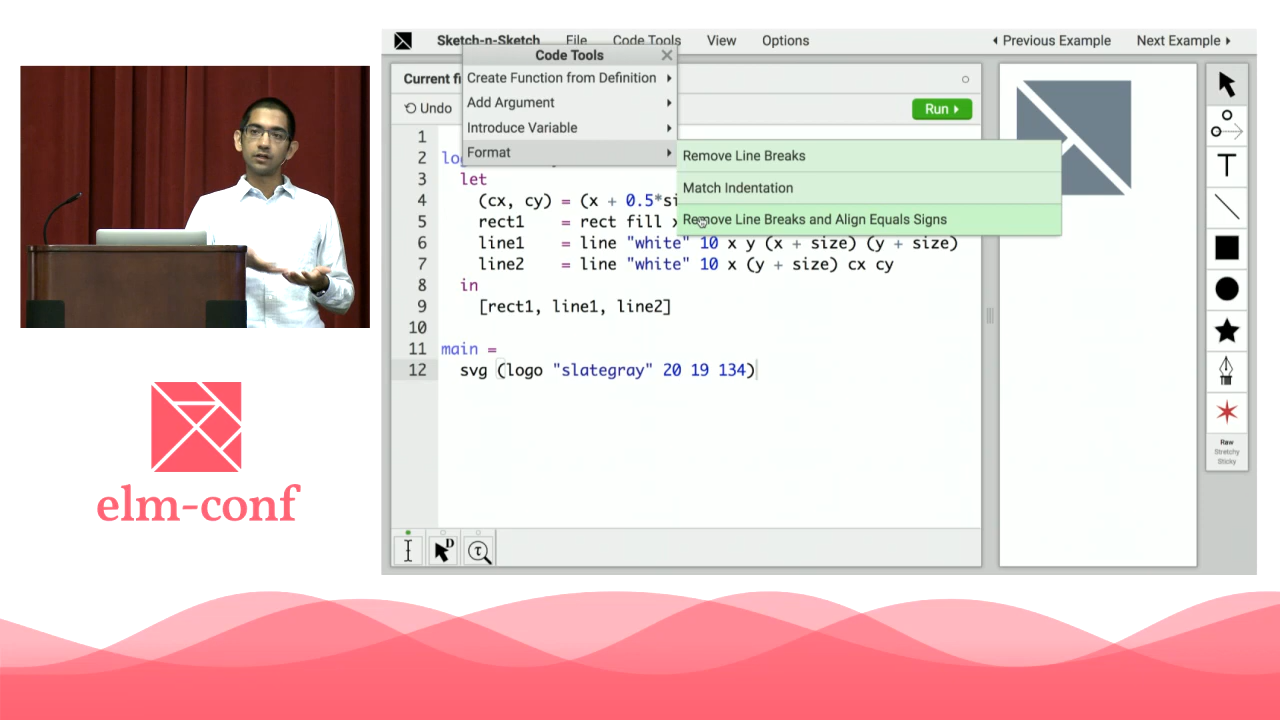 Sketch-n-Sketch File Code Tools View Options Previous Example Next Example
Code Tools
Current fi
Create Function from Definition
Undo
Add Argument
Run
Introduce Variable
Format
Remove Line Breaks
Match Indentation
Remove Line Breaks and Align Equals Signs
1
2 lo
3 let
4 (cx, cy) = (x + 0.5*si
5 rect1 = rect fill x
6 line1 = line "white" 10 x y (x + size) (y + size)
7 line2 = line "white" 10 x (y + size) cx cy
8 in
9 [rect1, line1, line2]
10
11 main =
12 svg (logo "slategray" 20 19 134)
T
Raw
Stretchy
Sticky
D
τ
elm-conf